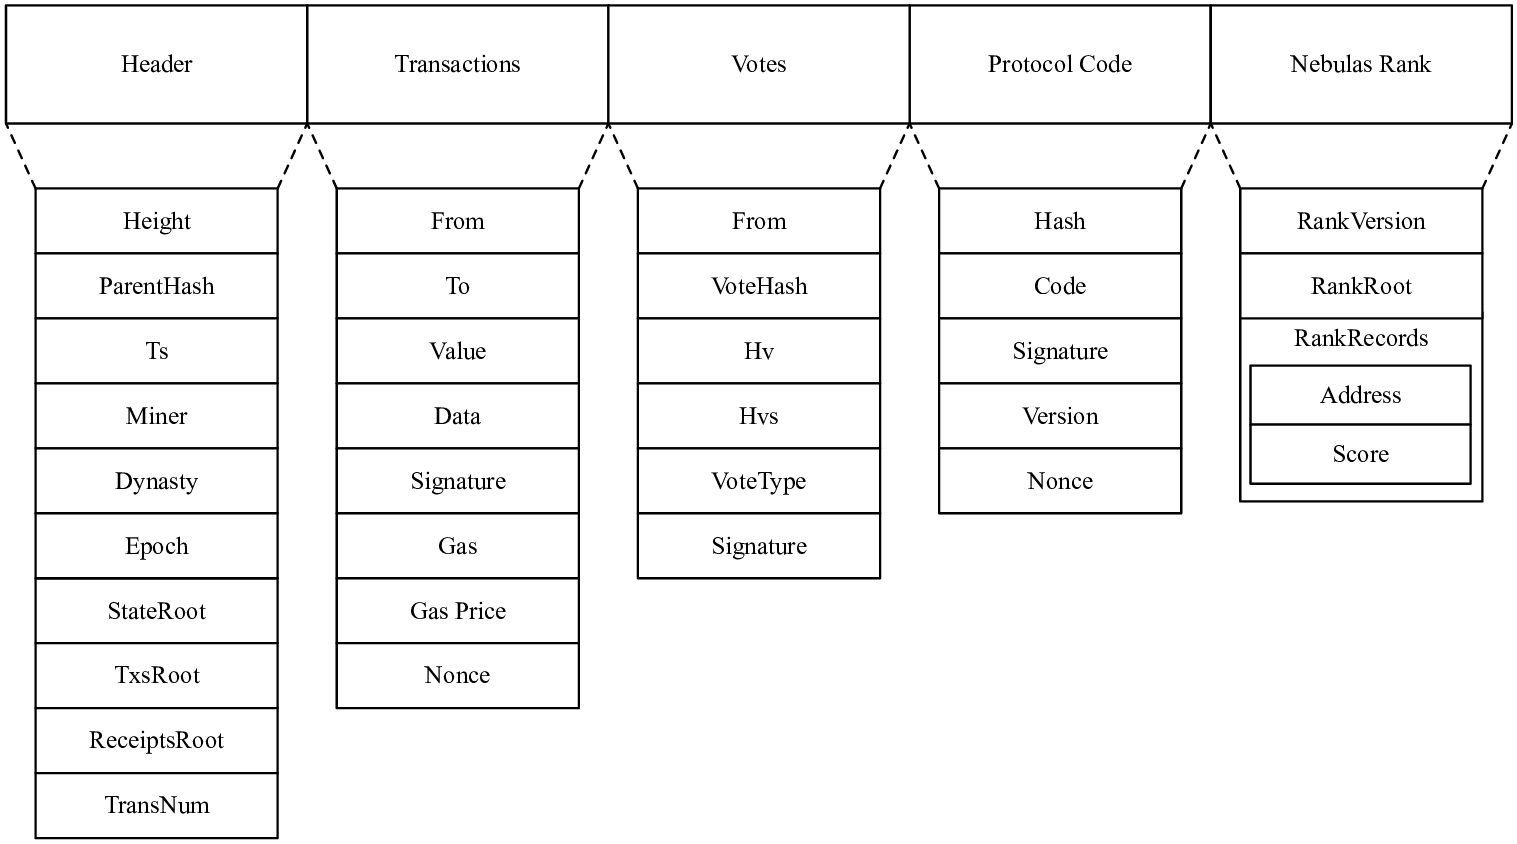 Header
Transactions
Votes
Protocol Code
Nebulas Rank
Height
ParentHash
Ts
Miner
Dynasty
Epoch
StateRoot
TxsRoot
ReceiptsRoot
TransNum
From
To
Value
Data
Signature
Gas
Gas Price
Nonce
From
VoteHash
Hv
Hvs
VoteType
Signature
Hash
Code
Signature
Version
Nonce
RankVersion
RankRoot
RankRecords
Address
Score